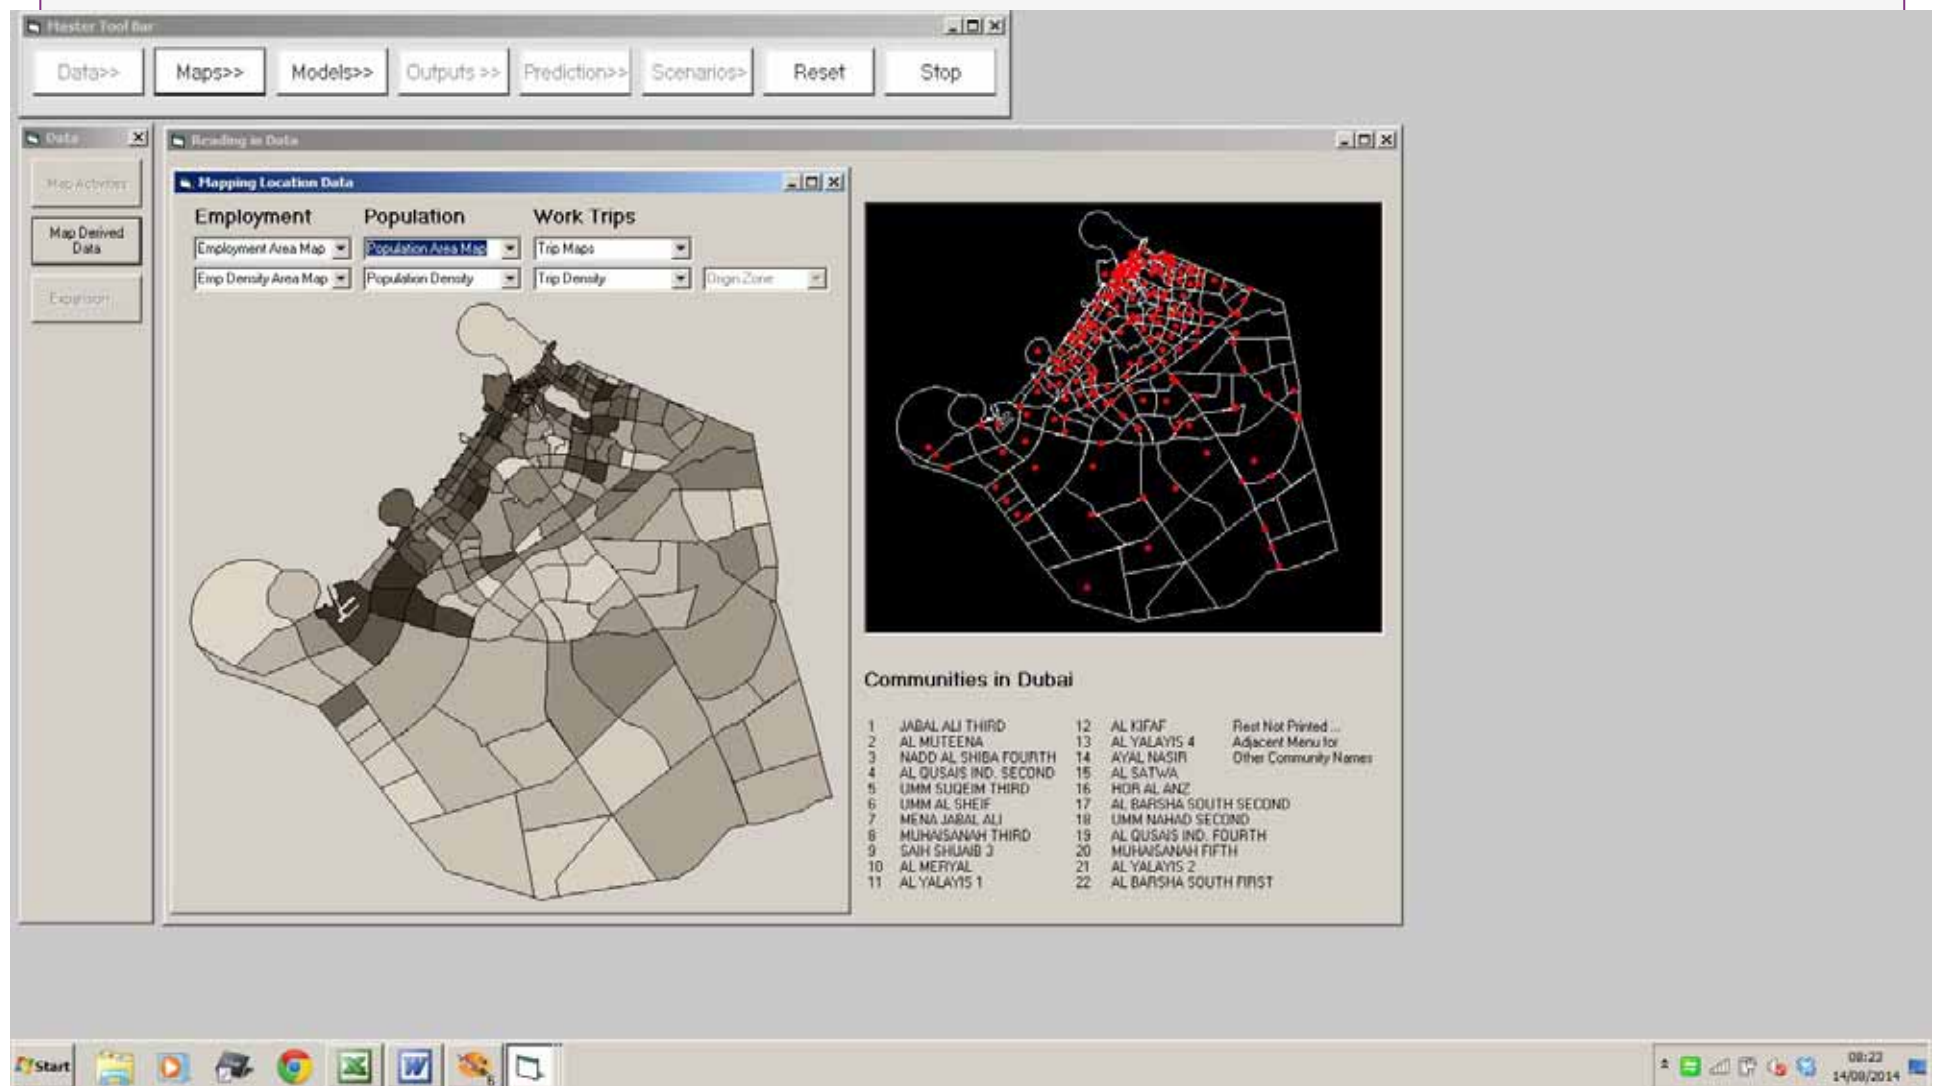 Master Tool Bar
Data>> Maps>> Models>> Outputs >> Prediction>> Scenarios> Reset Stop
Data
Map Activities
Map Derived
Data
Reading in Data
Mapping Location Data
Employment Population Work Trips
Employment Area Map Population Area Map Trip Maps
Emp Density Area Map Population Density Trip Density Origin Zone
Communities in Dubai
1 JABAL ALI THIRD
2 AL MUTEENA
3 NADD AL SHIBA FOURTH
4 AL QUSAIS IND. SECOND
5 UMM SUQEIM THIRD
6 UMM AL SHEIF
7 MENA JABAL ALI
8 MUHAISANAH THIRD
9 SAIH SHUAIB 3
10 AL MERYAL
11 AL YALAYIS 1
12 AL KIFAF
13 AL YALAYIS 4
14 AYAL NASIR
15 AL SATWA
16 HOR AL ANZ
17 AL BARSHA SOUTH SECOND
18 UMM NAHAD SECOND
19 AL QUSAIS IND. FOURTH
20 MUHAISANAH FIFTH
21 AL YALAYIS 2
22 AL BARSHA SOUTH FIRST
Rest Not Printed ...
Adjacent Menu for
Other Community Names
Start
08:22
14/08/2014